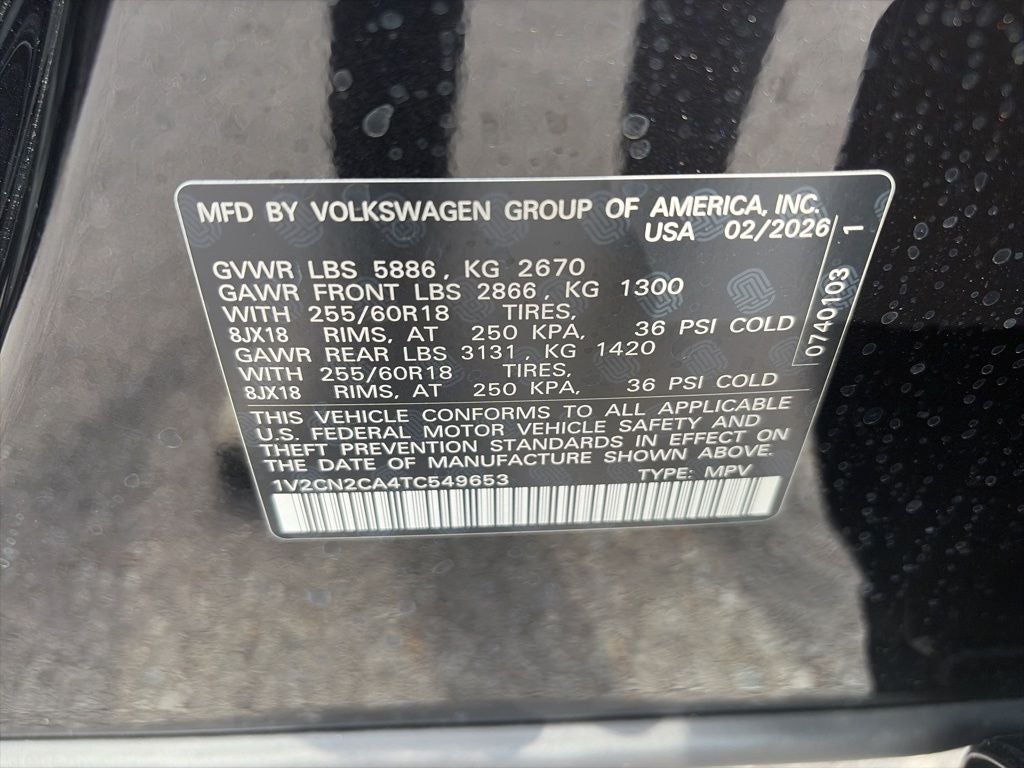 MFD BY VOLKSWAGEN GROUP OF AMERICA, INC.
USA 02/2026
GVWR LBS 5886, KG 2670
GAWR FRONT LBS 2866, KG 1300
WITH 255/60R18 TIRES,
8JX18 RIMS, AT 250 KPA, 36 PSI COLD
GAWR REAR LBS 3131, KG 1420
WITH 255/60R18 TIRES,
8JX18 RIMS, AT 250 KPA, 36 PSI COLD
0740103 1
THIS VEHICLE CONFORMS TO ALL APPLICABLE
U.S. FEDERAL MOTOR VEHICLE SAFETY AND
THEFT PREVENTION STANDARDS IN EFFECT ON
THE DATE OF MANUFACTURE SHOWN ABOVE.
1V2CN2CA4TC549653 TYPE: MPV